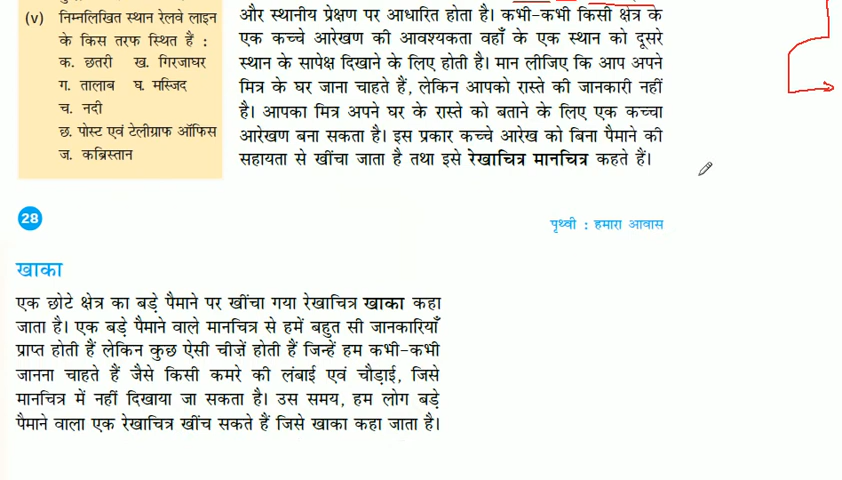 (v) निम्नलिखित स्थान रेलवे लाइन
के किस तरफ स्थित हैं :
क. छतरी ख. गिरजाघर
ग. तालाब घ. मस्जिद
च. नदी
छ. पोस्ट एवं टेलीग्राफ ऑफिस
ज. कब्रिस्तान
और स्थानीय प्रेक्षण पर आधारित होता है। कभी-कभी किसी क्षेत्र के
एक कच्चे आरेखण की आवश्यकता वहाँ के एक स्थान को दूसरे
स्थान के सापेक्ष दिखाने के लिए होती है। मान लीजिए कि आप अपने
मित्र के घर जाना चाहते हैं, लेकिन आपको रास्ते की जानकारी नहीं
है। आपका मित्र अपने घर के रास्ते को बताने के लिए एक कच्चा
आरेखण बना सकता है। इस प्रकार कच्चे आरेख को बिना पैमाने की
सहायता से खींचा जाता है तथा इसे रेखाचित्र मानचित्र कहते हैं।
28
पृथ्वी : हमारा आवास
खाका
एक छोटे क्षेत्र का बड़े पैमाने पर खींचा गया रेखाचित्र खाका कहा
जाता है। एक बड़े पैमाने वाले मानचित्र से हमें बहुत सी जानकारियाँ
प्राप्त होती हैं लेकिन कुछ ऐसी चीज़ें होती हैं जिन्हें हम कभी-कभी
जानना चाहते हैं जैसे किसी कमरे की लंबाई एवं चौड़ाई, जिसे
मानचित्र में नहीं दिखाया जा सकता है। उस समय, हम लोग बड़े
पैमाने वाला एक रेखाचित्र खींच सकते हैं जिसे खाका कहा जाता है।